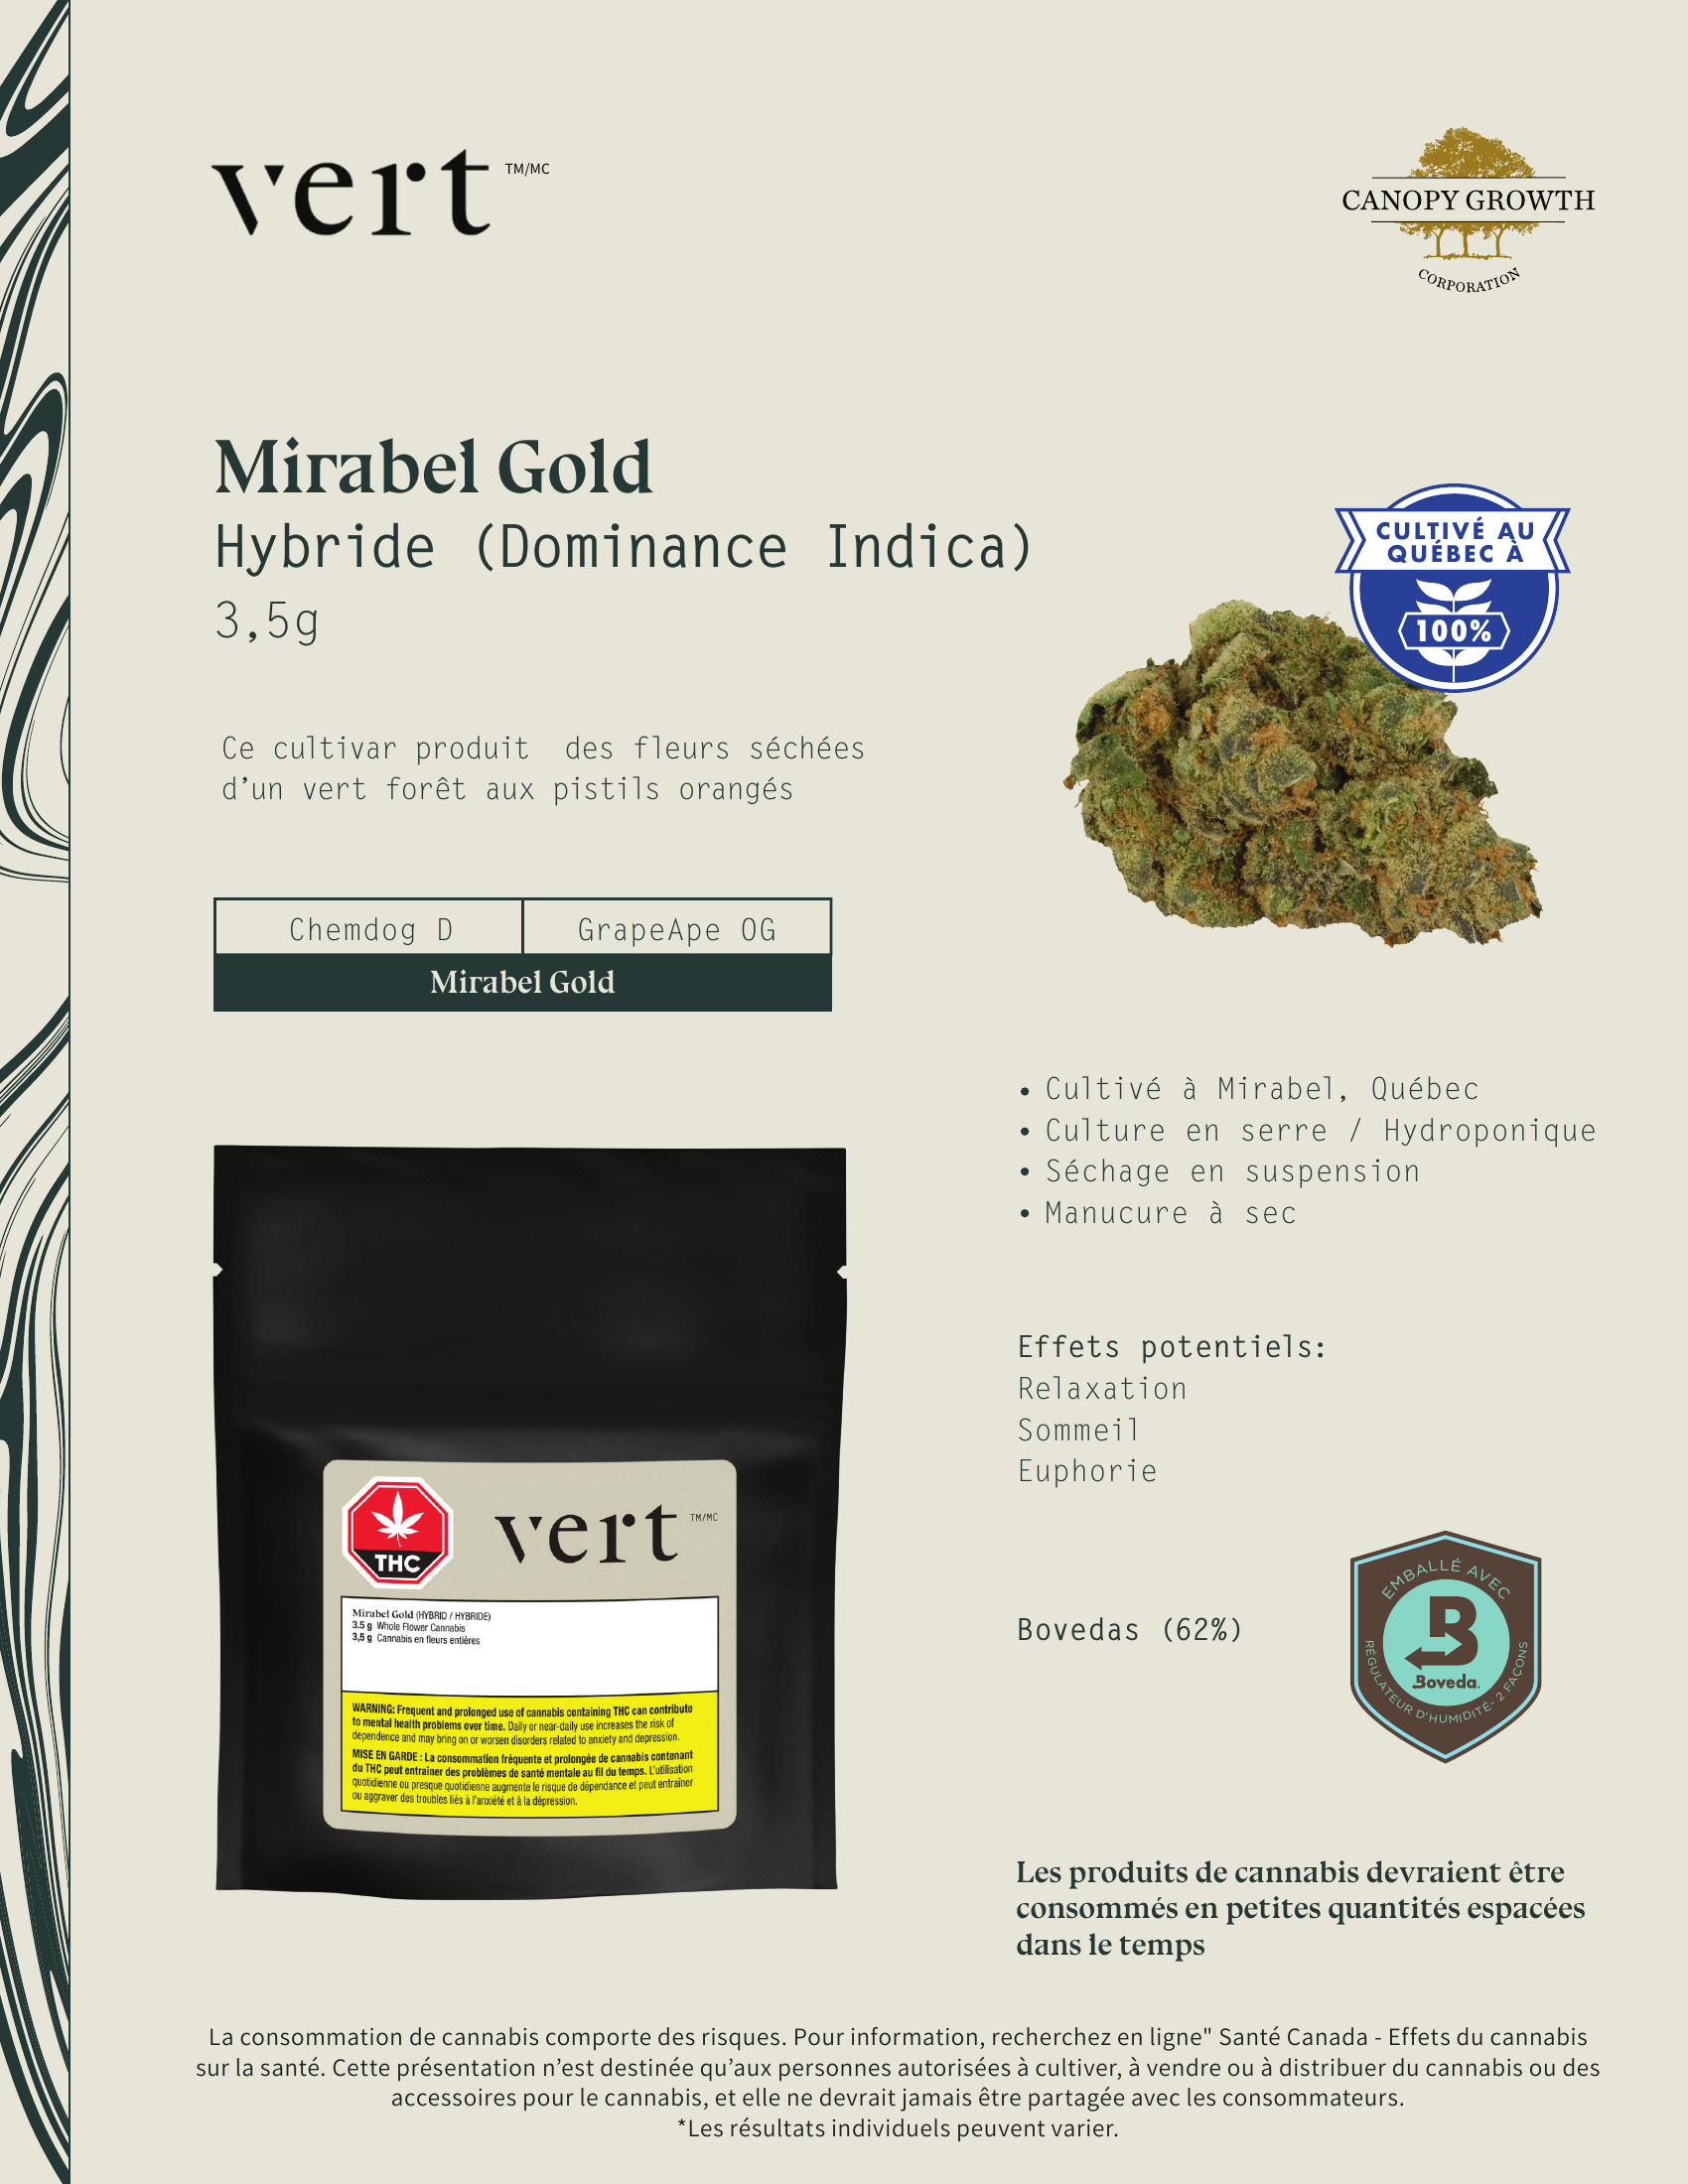 vert TM/MC
CANOPY GROWTH
CORPORATION
Mirabel Gold
Hybride (Dominance Indica)
3,5g
CULTIVÉ AU
QUÉBEC À
100%
Ce cultivar produit  des fleurs séchées
d’un vert forêt aux pistils orangés
Chemdog D
GrapeApe OG
Mirabel Gold
• Cultivé à Mirabel, Québec
• Culture en serre / Hydroponique
• Séchage en suspension
• Manucure à sec
Effets potentiels:
Relaxation
Sommeil
Euphorie
THC
vert TM/MC
Mirabel Gold (HYBRID / HYBRIDE)
3.5 g Whole Flower Cannabis
3,5 g Cannabis en fleurs entières
WARNING: Frequent and prolonged use of cannabis containing THC can contribute
to mental health problems over time. Daily or near-daily use increases the risk of
dependence and may bring on or worsen disorders related to anxiety and depression.
MISE EN GARDE : La consommation fréquente et prolongée de cannabis contenant
du THC peut entraîner des problèmes de santé mentale au fil du temps. L'utilisation
quotidienne ou presque quotidienne augmente le risque de dépendance et peut entraîner
ou aggraver des troubles liés à l'anxiété et à la dépression.
Bovedas (62%)
EMBALLÉ AVEC
B
Boveda.
RÉGULATEUR D'HUMIDITÉ- 2 FAÇONS
Les produits de cannabis devraient être
consommés en petites quantités espacées
dans le temps
La consommation de cannabis comporte des risques. Pour information, recherchez en ligne" Santé Canada - Effets du cannabis
sur la santé. Cette présentation n’est destinée qu’aux personnes autorisées à cultiver, à vendre ou à distribuer du cannabis ou des
accessoires pour le cannabis, et elle ne devrait jamais être partagée avec les consommateurs.
*Les résultats individuels peuvent varier.